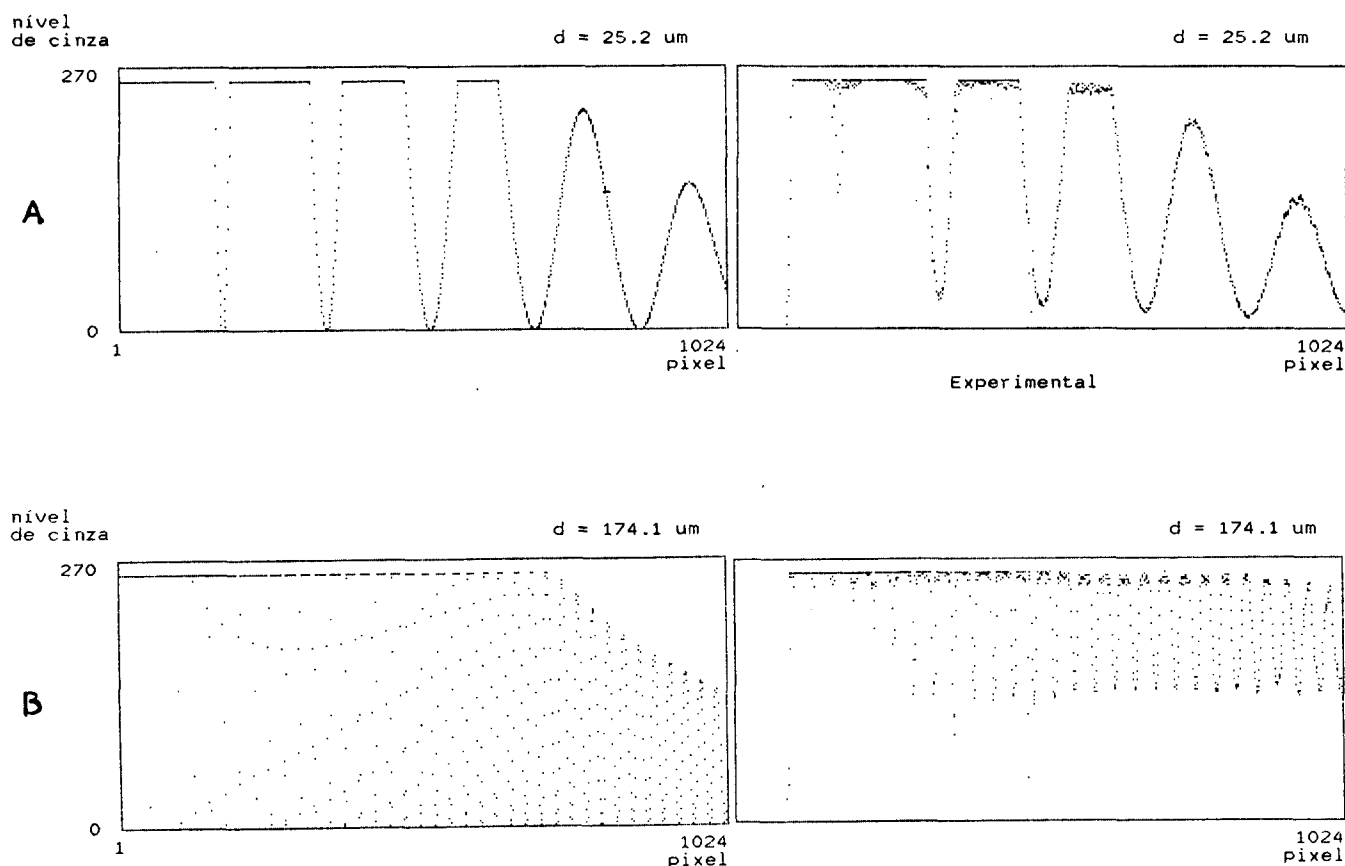 nível
de cinza
d = 25.2 um
d = 25.2 um
270
A
0
1
1024
pixel
1024
pixel
Experimental
nível
de cinza
d = 174.1 um
d = 174.1 um
270
B
0
1
1024
pixel
1024
pixel